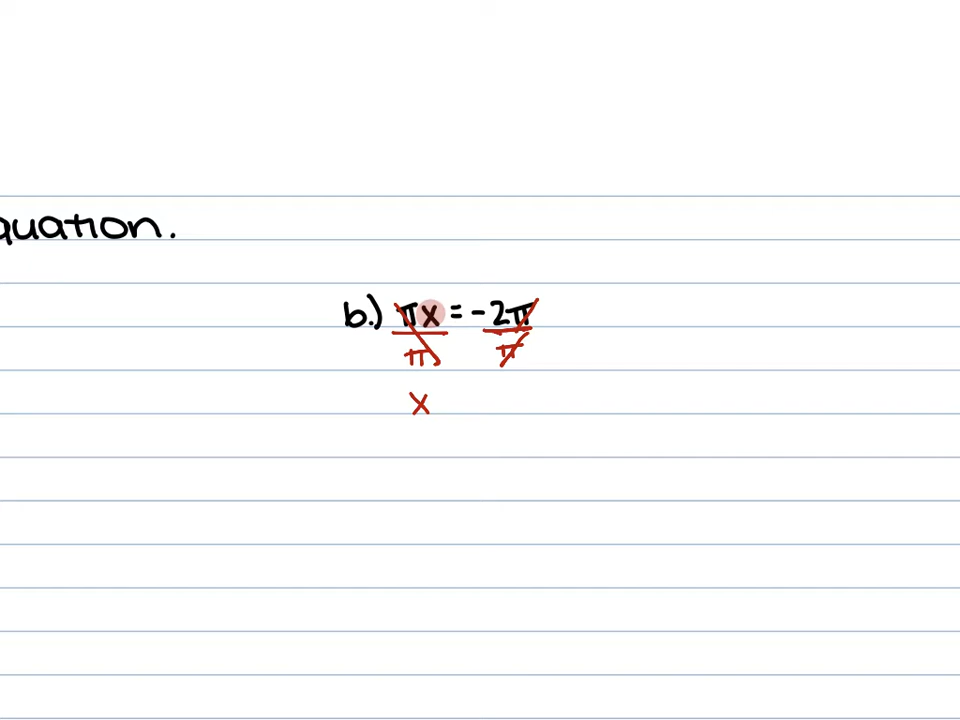 quation.
b.) πx = -2π
π π
x